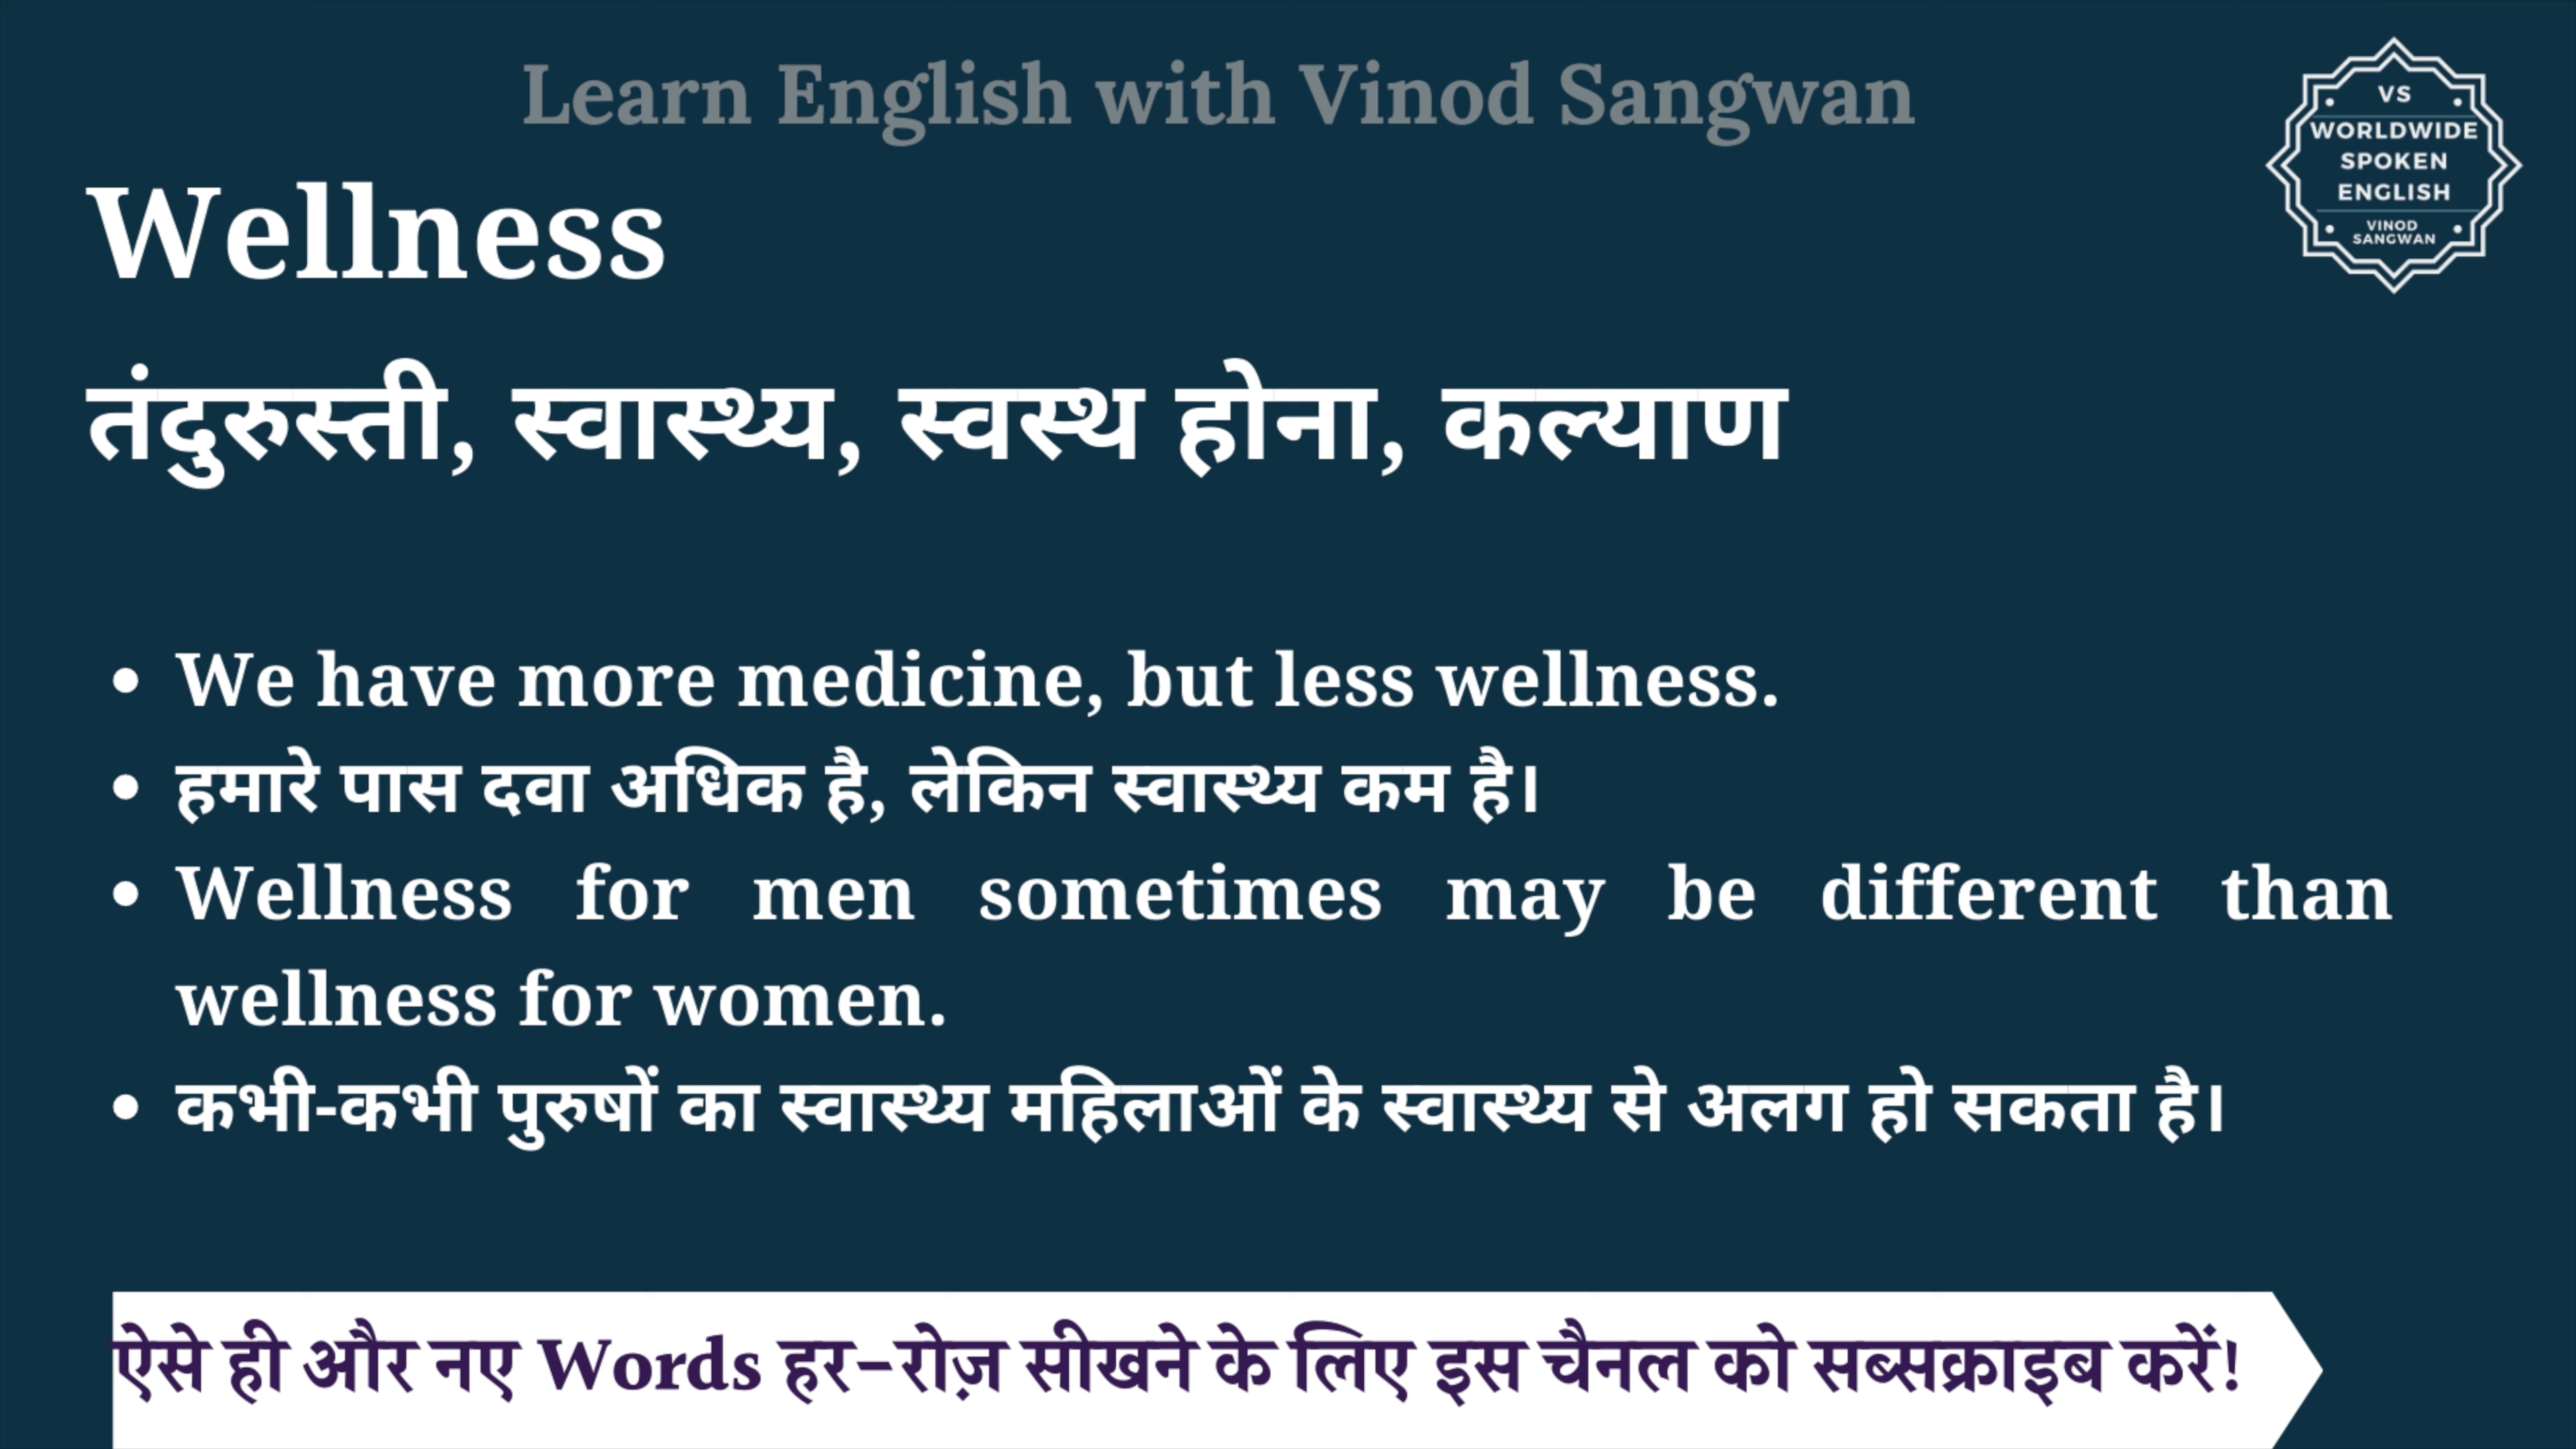 Learn English with Vinod Sangwan
VS
WORLDWIDE
SPOKEN
ENGLISH
VINOD
SANGWAN
Wellness
तंदुरुस्ती, स्वास्थ्य, स्वस्थ होना, कल्याण
• We have more medicine, but less wellness.
• हमारे पास दवा अधिक है, लेकिन स्वास्थ्य कम है।
• Wellness for men sometimes may be different than
wellness for women.
• कभी-कभी पुरुषों का स्वास्थ्य महिलाओं के स्वास्थ्य से अलग हो सकता है।
ऐसे ही और नए Words हर–रोज़ सीखने के लिए इस चैनल को सब्सक्राइब करें!